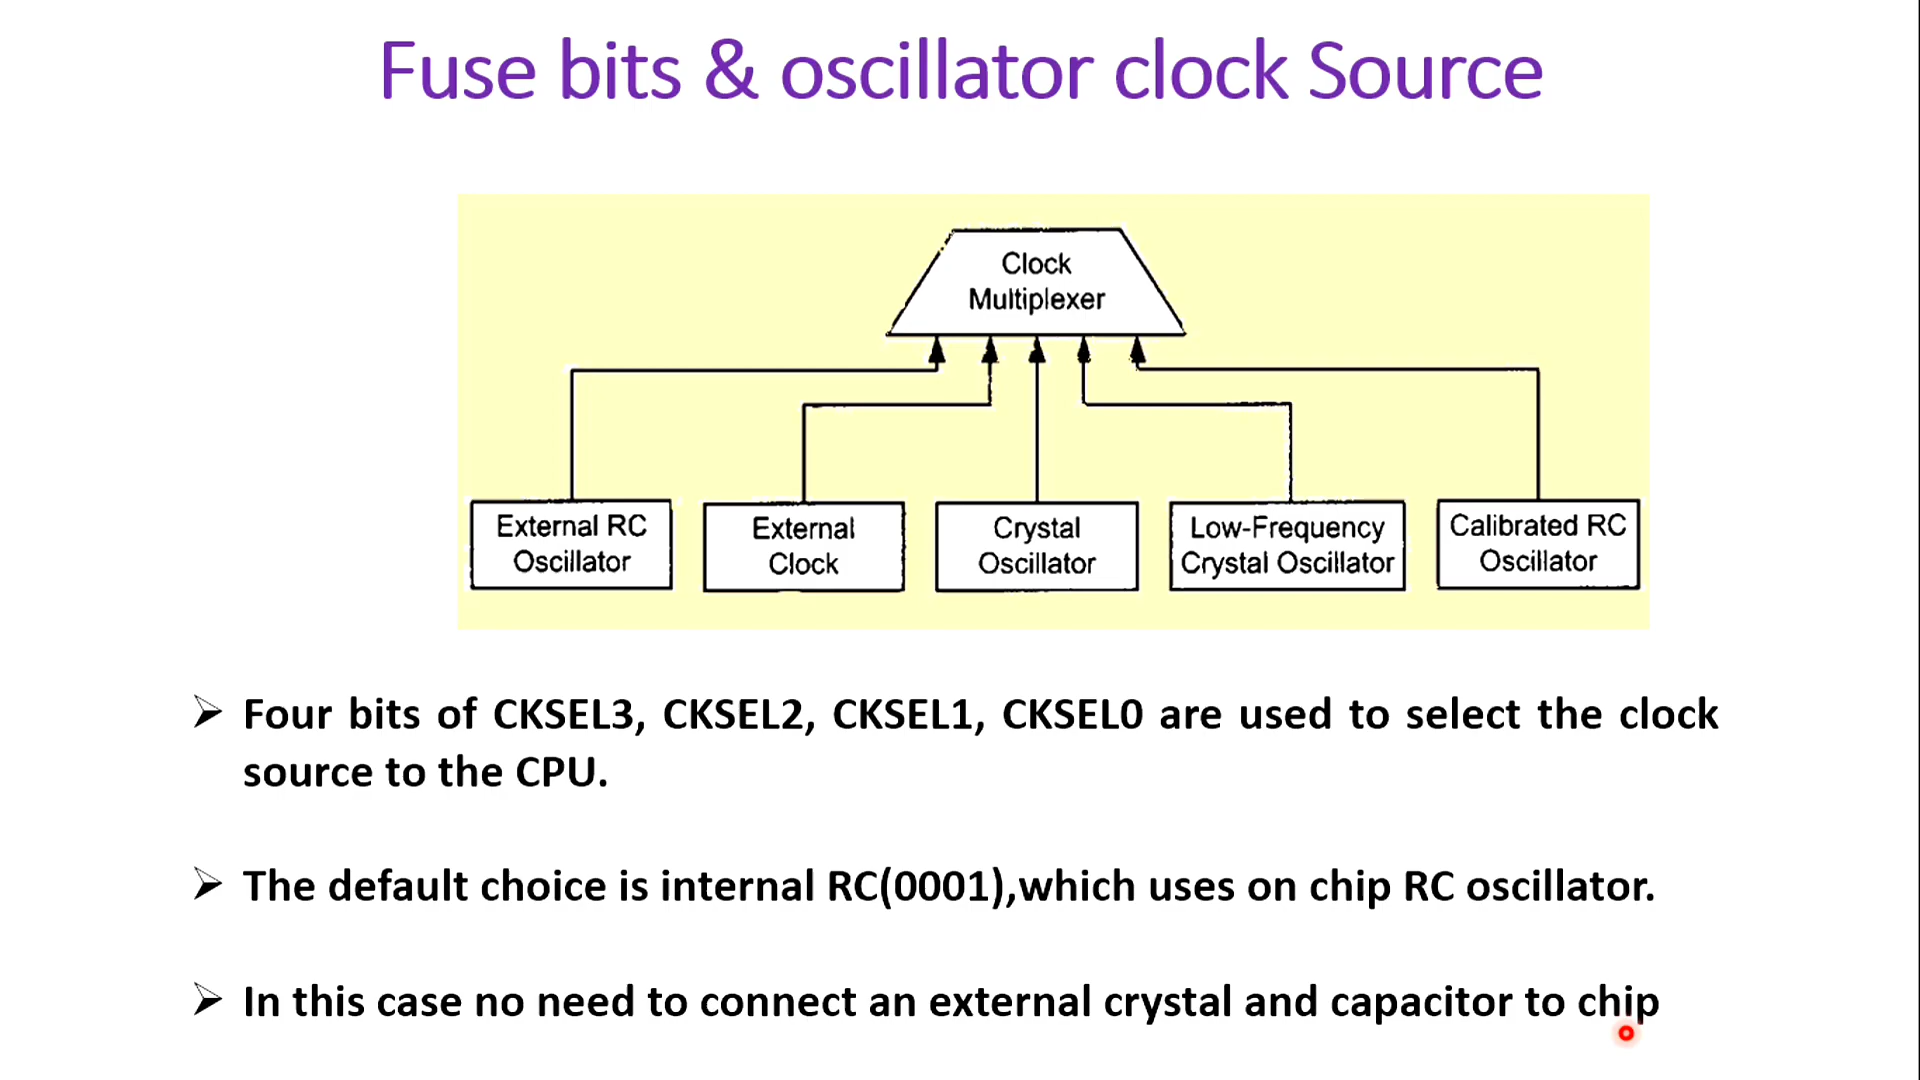 Fuse bits & oscillator clock Source
Clock
Multiplexer
External RC
Oscillator
External
Clock
Crystal
Oscillator
Low-Frequency
Crystal Oscillator
Calibrated RC
Oscillator
Four bits of CKSEL3, CKSEL2, CKSEL1, CKSEL0 are used to select the clock
source to the CPU.
The default choice is internal RC(0001),which uses on chip RC oscillator.
In this case no need to connect an external crystal and capacitor to chip